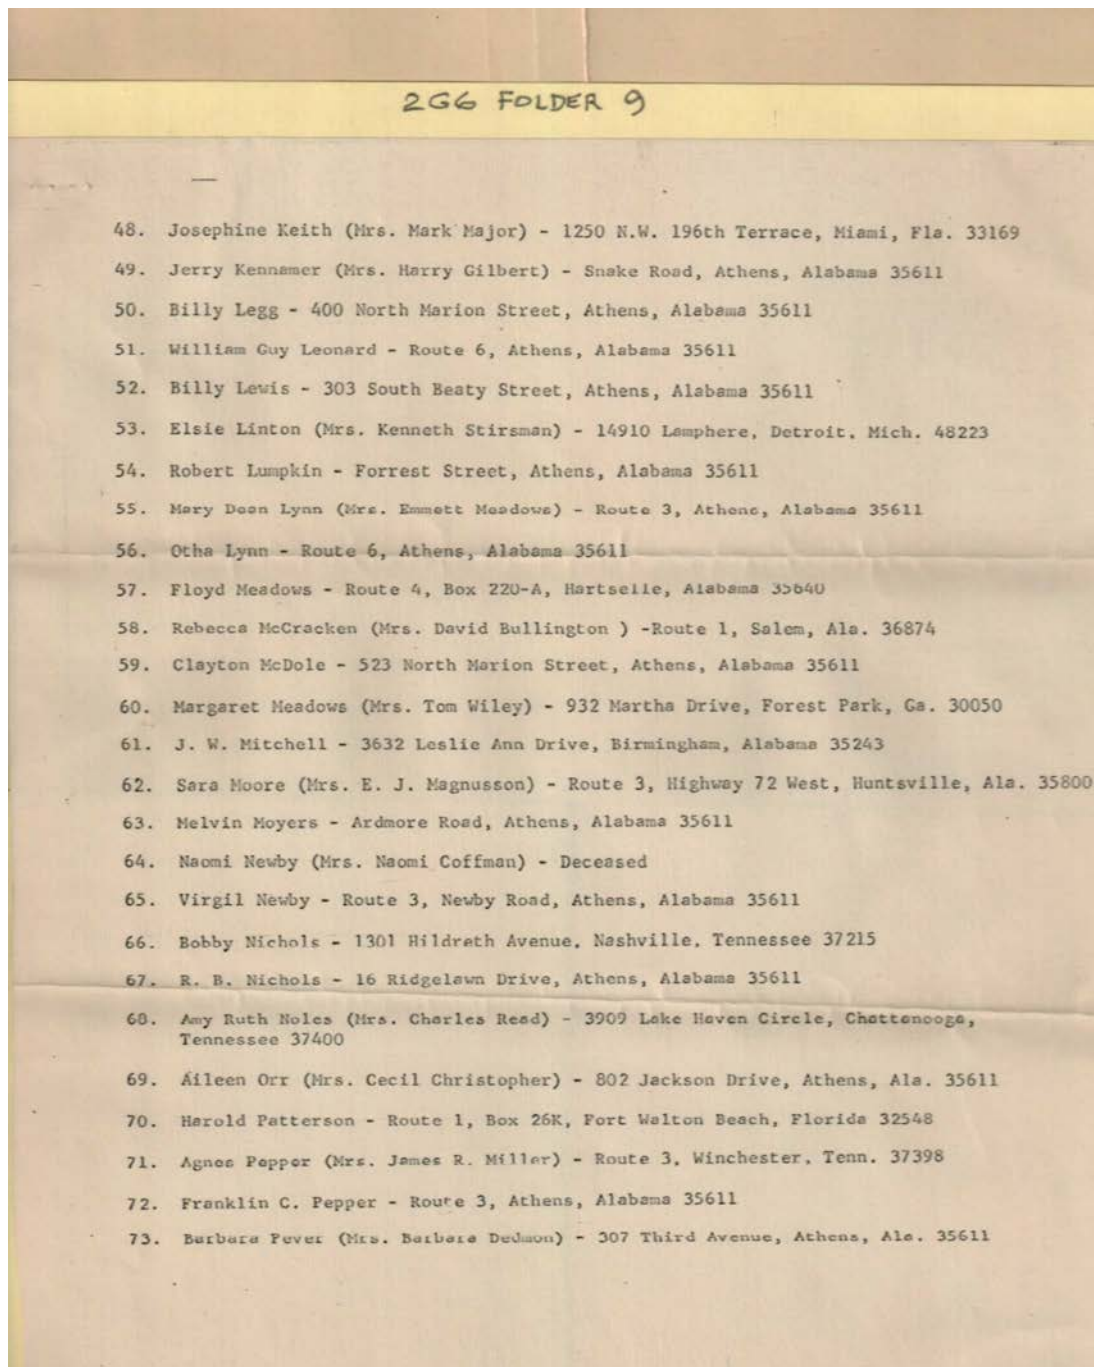 2G6 FOLDER 9
48. Josephine Keith (Mrs. Mark Major) - 1250 N.W. 196th Terrace, Miami, Fla. 33169
49. Jerry Kennamer (Mrs. Harry Gilbert) - Snake Road, Athens, Alabama 35611
50. Billy Legg - 400 North Marion Street, Athens, Alabama 35611
51. William Guy Leonard - Route 6, Athens, Alabama 35611
52. Billy Lewis - 303 South Beaty Street, Athens, Alabama 35611
53. Elsie Linton (Mrs. Kenneth Stirsman) - 14910 Lamphere, Detroit, Mich. 48223
54. Robert Lumpkin - Forrest Street, Athens, Alabama 35611
55. Mary Dean Lynn (Mrs. Emmett Meadows) - Route 3, Athens, Alabama 35611
56. Otha Lynn - Route 6, Athens, Alabama 35611
57. Floyd Meadows - Route 4, Box 220-A, Hartselle, Alabama 35640
58. Rebecca McCracken (Mrs. David Bullington ) -Route 1, Salem, Ala. 36874
59. Clayton McDole - 523 North Marion Street, Athens, Alabama 35611
60. Margaret Meadows (Mrs. Tom Wiley) - 932 Martha Drive, Forest Park, Ga. 30050
61. J. W. Mitchell - 3632 Leslie Ann Drive, Birmingham, Alabama 35243
62. Sara Moore (Mrs. E. J. Magnusson) - Route 3, Highway 72 West, Huntsville, Ala. 35800
63. Melvin Moyers - Ardmore Road, Athens, Alabama 35611
64. Naomi Newby (Mrs. Naomi Coffman) - Deceased
65. Virgil Newby - Route 3, Newby Road, Athens, Alabama 35611
66. Bobby Nichols - 1301 Hildreth Avenue, Nashville, Tennessee 37215
67. R. B. Nichols - 16 Ridgelawn Drive, Athens, Alabama 35611
68. Amy Ruth Noles (Mrs. Charles Read) - 3909 Lake Haven Circle, Chattanooga,
Tennessee 37400
69. Aileen Orr (Mrs. Cecil Christopher) - 802 Jackson Drive, Athens, Ala. 35611
70. Harold Patterson - Route 1, Box 26K, Fort Walton Beach, Florida 32548
71. Agnes Pepper (Mrs. James R. Miller) - Route 3, Winchester, Tenn. 37398
72. Franklin C. Pepper - Route 3, Athens, Alabama 35611
73. Barbara (Mrs. Barbara Dedmon) - 307 Third Avenue, Athens, Ala. 35611